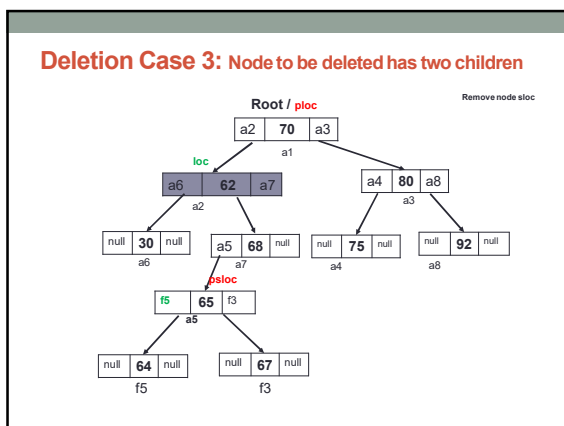 Deletion Case 3: Node to be deleted has two children
Remove node sloc
Root / ploc
a2 70 a3
a1
loc
a6 62 a7
a2
a4 80 a8
a3
null 30 null
a6
a5 68 null
a7
null 75 null
a4
null 92 null
a8
psloc
f5 65 f3
a5
null 64 null
f5
null 67 null
f3